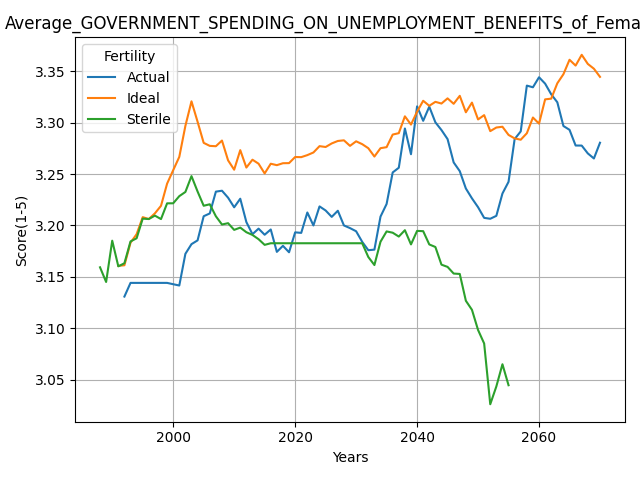 Average_GOVERNMENT_SPENDING_ON_UNEMPLOYMENT_BENEFITS_of_Fema
Fertility
Actual
Ideal
Sterile
Score(1-5)
3.35
3.30
3.25
3.20
3.15
3.10
3.05
2000 2020 2040 2060
Years